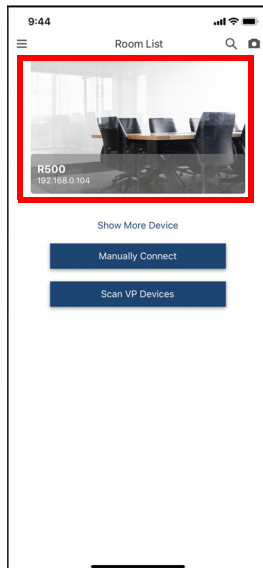 9:44
Room List
R500
192.168.0.104
Show More Device
Manually Connect
Scan VP Devices